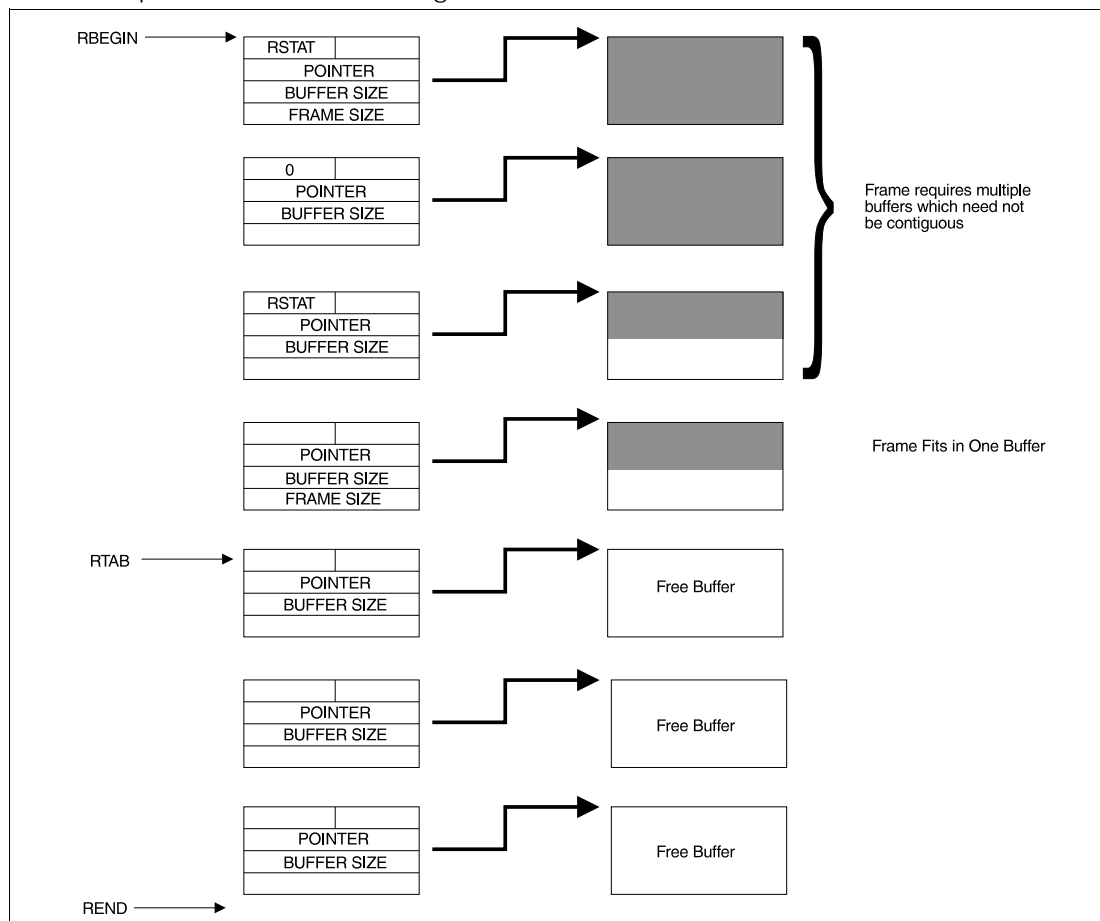 RBEGIN
RSTAT
POINTER
BUFFER SIZE
FRAME SIZE
0
POINTER
BUFFER SIZE
Frame requires multiple
buffers which need not
be contiguous
RSTAT
POINTER
BUFFER SIZE
POINTER
BUFFER SIZE
FRAME SIZE
Frame Fits in One Buffer
RTAB
POINTER
BUFFER SIZE
Free Buffer
POINTER
BUFFER SIZE
Free Buffer
POINTER
BUFFER SIZE
Free Buffer
REND